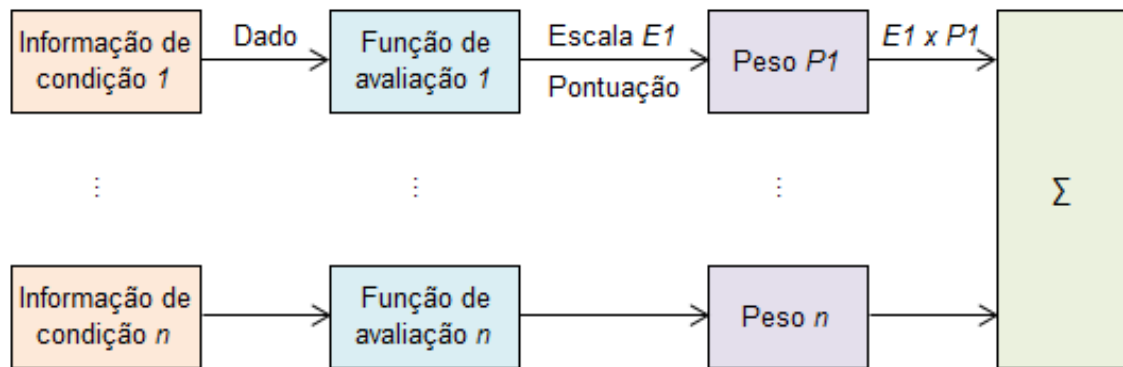 Informação de
condição 1
Dado
Função de
avaliação 1
Escala E1
Pontuação
Peso P1
E1 x P1
⋮
⋮
⋮
Σ
Informação de
condição n
Função de
avaliação n
Peso n